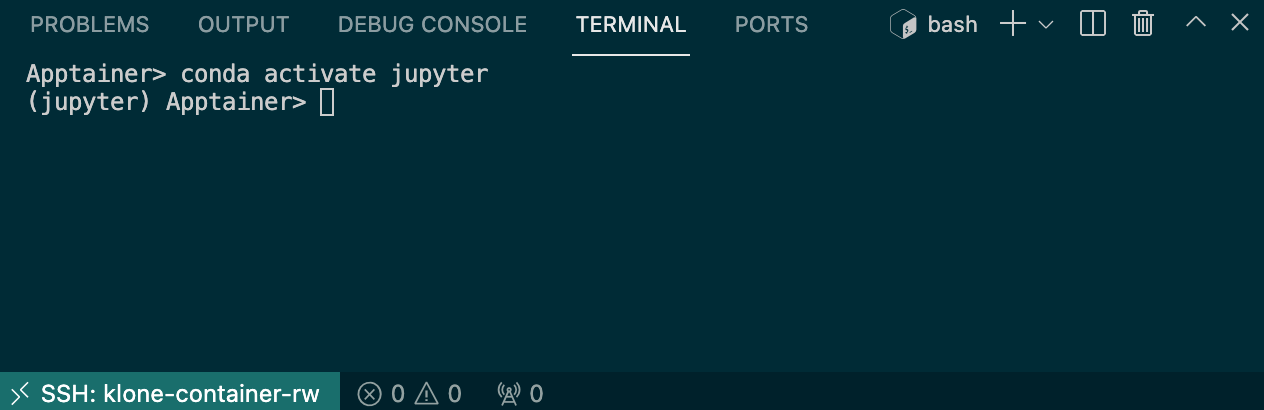 PROBLEMS OUTPUT DEBUG CONSOLE TERMINAL PORTS bash
Apptainer> conda activate jupyter
(jupyter) Apptainer>
SSH: klone-container-rw 0 0 0